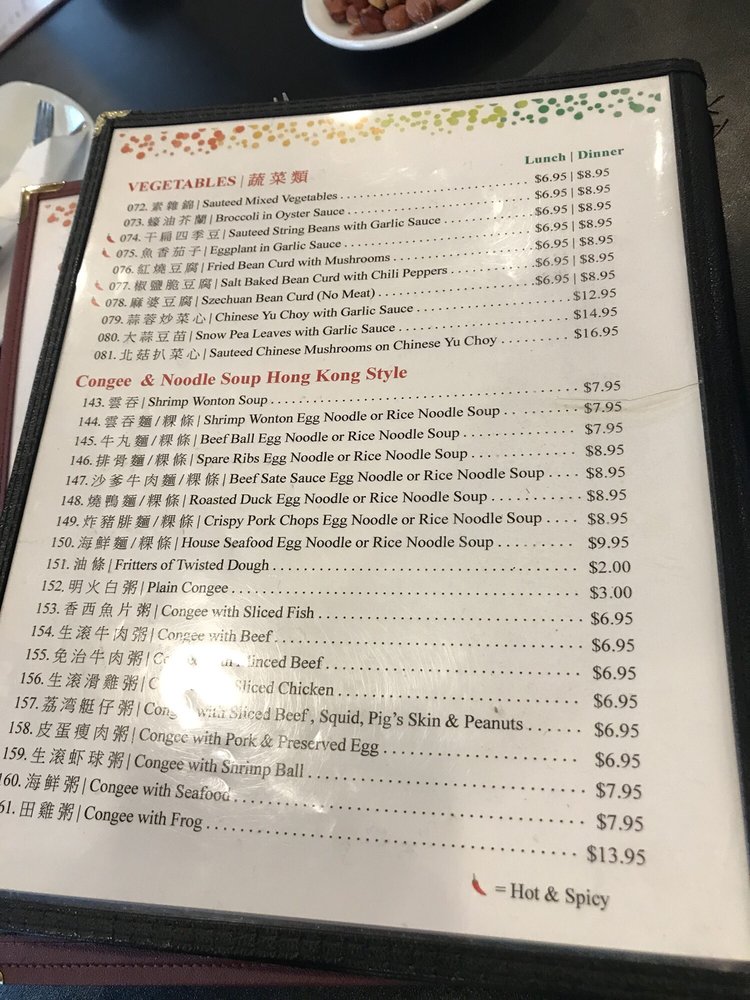 Lunch | Dinner
VEGETABLES | 蔬菜類
072. 素雜錦 | Sauteed Mixed Vegetables $6.95 | $8.95
073. 蠔油芥蘭 | Broccoli in Oyster Sauce $6.95 | $8.95
074. 干扁四季豆 | Sauteed String Beans with Garlic Sauce $6.95 | $8.95
075. 魚香茄子 | Eggplant in Garlic Sauce $6.95 | $8.95
076. 紅燒豆腐 | Fried Bean Curd with Mushrooms $6.95 | $8.95
077. 椒鹽脆豆腐 | Salt Baked Bean Curd with Chili Peppers $6.95 | $8.95
078. 麻婆豆腐 | Szechuan Bean Curd (No Meat) $6.95 | $8.95
079. 蒜蓉炒菜心 | Chinese Yu Choy with Garlic Sauce $12.95
080. 大蒜豆苗 | Snow Pea Leaves with Garlic Sauce $14.95
081. 北菇扒菜心 | Sauteed Chinese Mushrooms on Chinese Yu Choy $16.95
Congee & Noodle Soup Hong Kong Style
143. 雲吞 | Shrimp Wonton Soup $7.95
144. 雲吞麵/粿條 | Shrimp Wonton Egg Noodle or Rice Noodle Soup $7.95
145. 牛丸麵/粿條 | Beef Ball Egg Noodle or Rice Noodle Soup $7.95
146. 排骨麵/粿條 | Spare Ribs Egg Noodle or Rice Noodle Soup $8.95
147. 沙爹牛肉麵/粿條 | Beef Sate Sauce Egg Noodle or Rice Noodle Soup $8.95
148. 燒鴨麵/粿條 | Roasted Duck Egg Noodle or Rice Noodle Soup $8.95
149. 炸豬腓麵/粿條 | Crispy Pork Chops Egg Noodle or Rice Noodle Soup $8.95
150. 海鮮麵/粿條 | House Seafood Egg Noodle or Rice Noodle Soup $9.95
151. 油條 | Fritters of Twisted Dough $2.00
152. 明火白粥 | Plain Congee $3.00
153. 香西魚片粥 | Congee with Sliced Fish $6.95
154. 生滚牛肉粥 | Congee with Beef $6.95
155. 免治牛肉粥 | Minced Beef $6.95
156. 生滚滑雞粥 | Sliced Chicken $6.95
157. 荔湾艇仔粥 | Congee with Sliced Beef, Squid, Pig's Skin & Peanuts $6.95
158. 皮蛋瘦肉粥 | Congee with Pork & Preserved Egg $6.95
159. 生滚虾球粥 | Congee with Shrimp Ball $7.95
160. 海鮮粥 | Congee with Seafood $7.95
61. 田雞粥 | Congee with Frog $13.95
= Hot & Spicy